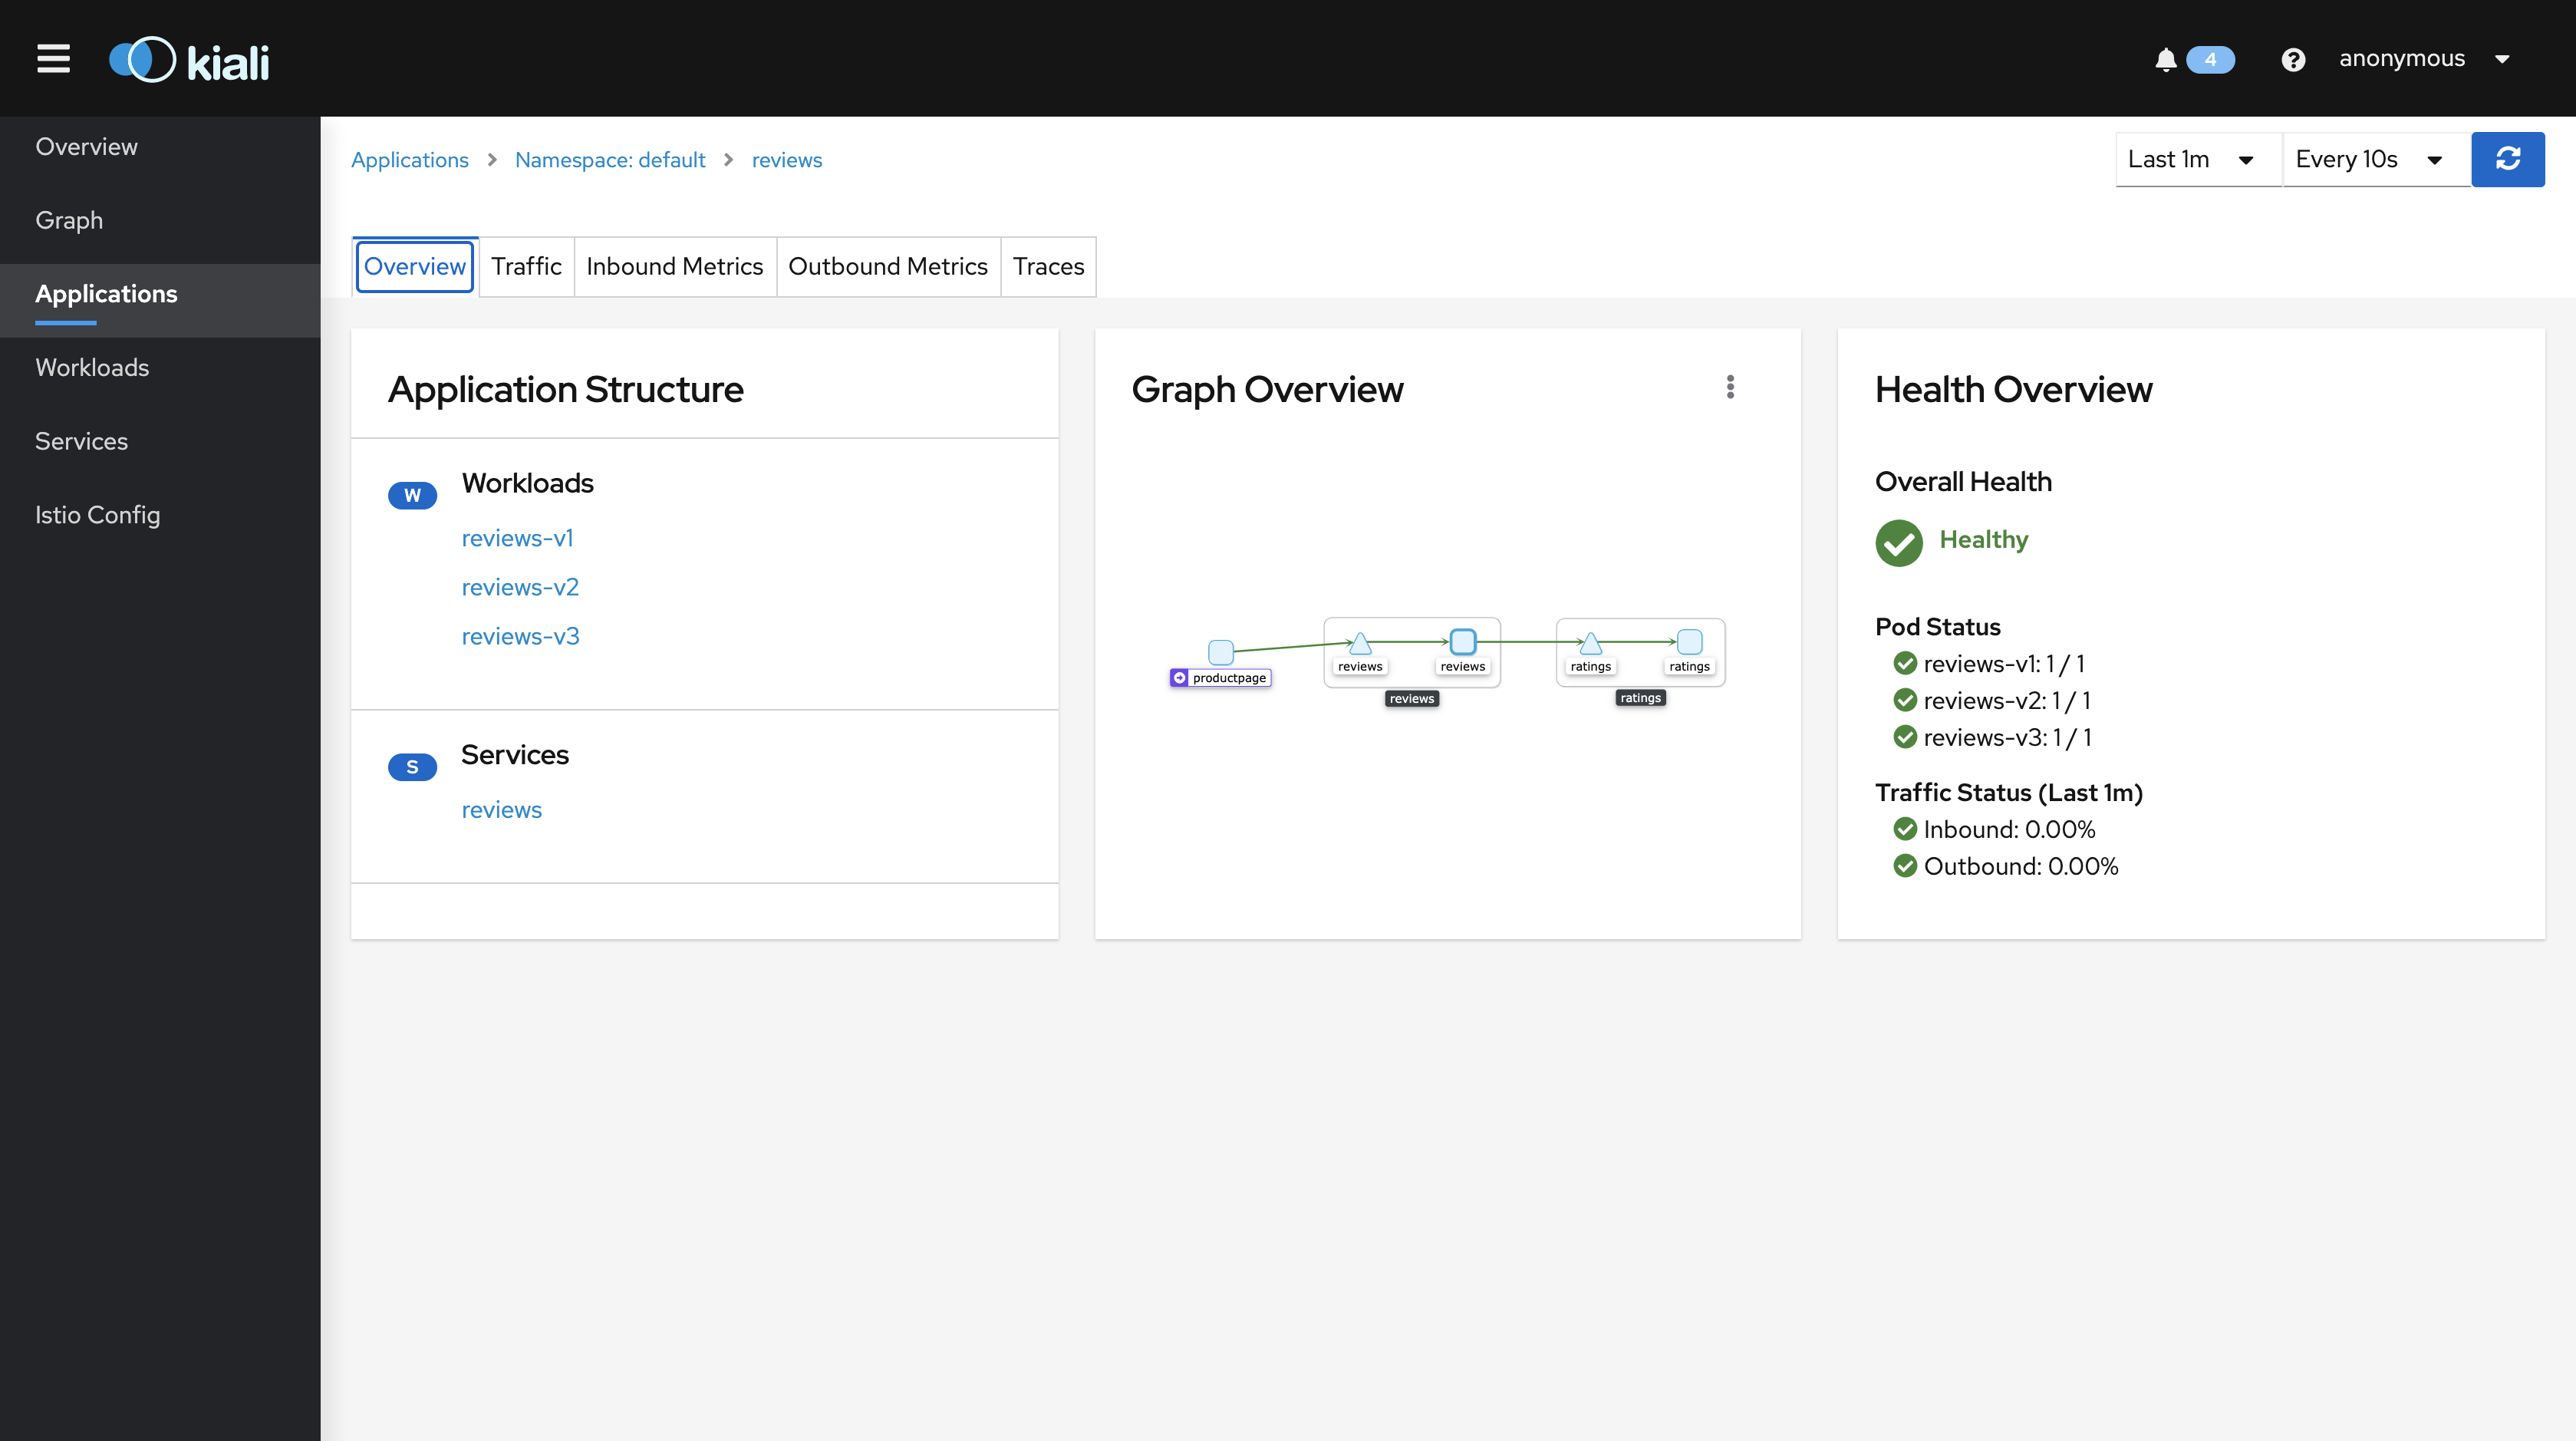 kiali
4
anonymous
Overview
Graph
Applications
Workloads
Services
Istio Config
Applications > Namespace: default > reviews
Last 1m
Every 10s
Overview
Traffic
Inbound Metrics
Outbound Metrics
Traces
Application Structure
W
Workloads
reviews-v1
reviews-v2
reviews-v3
S
Services
reviews
Graph Overview
productpage
reviews
reviews
reviews
ratings
ratings
ratings
Health Overview
Overall Health
Healthy
Pod Status
reviews-v1: 1 / 1
reviews-v2: 1 / 1
reviews-v3: 1 / 1
Traffic Status (Last 1m)
Inbound: 0.00%
Outbound: 0.00%